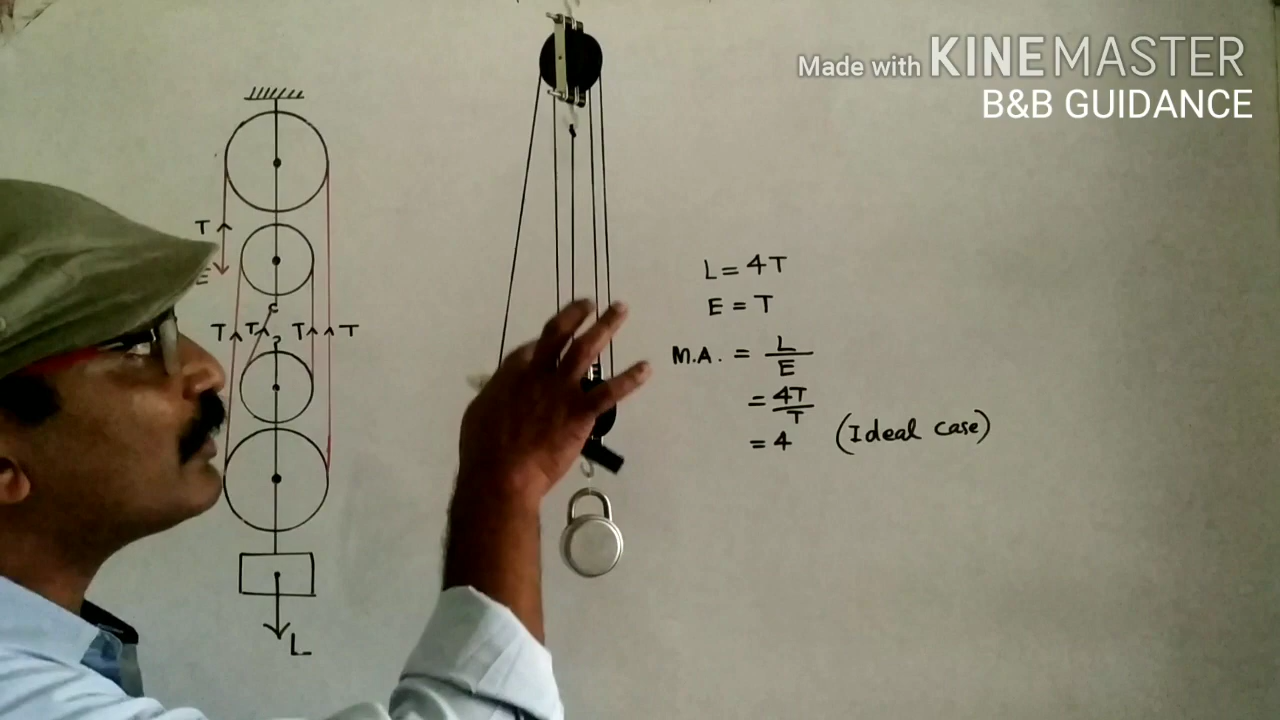 Made with KINEMASTER
B&B GUIDANCE
T
E
T T T T
L
L = 4T
E = T
M.A. = L/E
= 4T/T
= 4 (Ideal case)